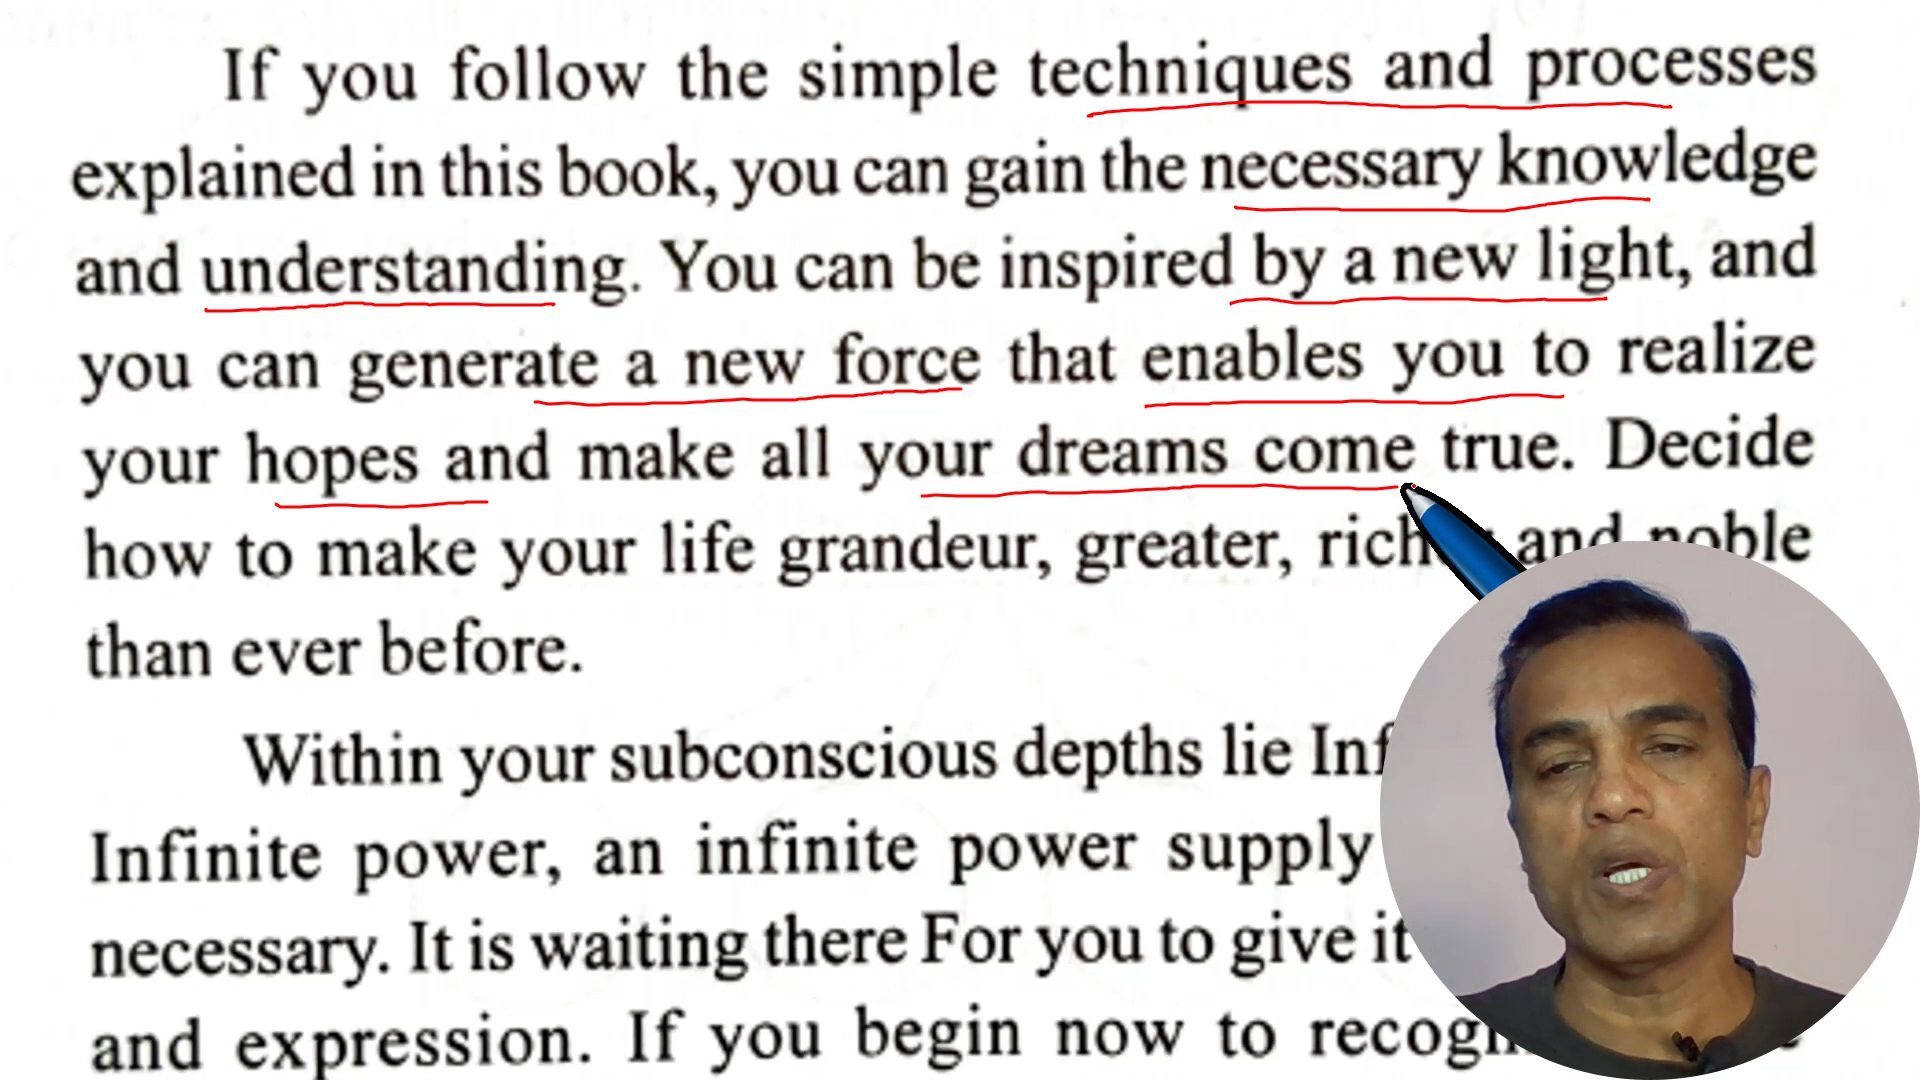 If you follow the simple techniques and processes
explained in this book, you can gain the necessary knowledge
and understanding. You can be inspired by a new light, and
you can generate a new force that enables you to realize
your hopes and make all your dreams come true. Decide
how to make your life grandeur, greater, and noble
than ever before.
Within your subconscious depths lie
Infinite power, an infinite power supply
necessary. It is waiting there For you to give it
and expression. If you begin now to